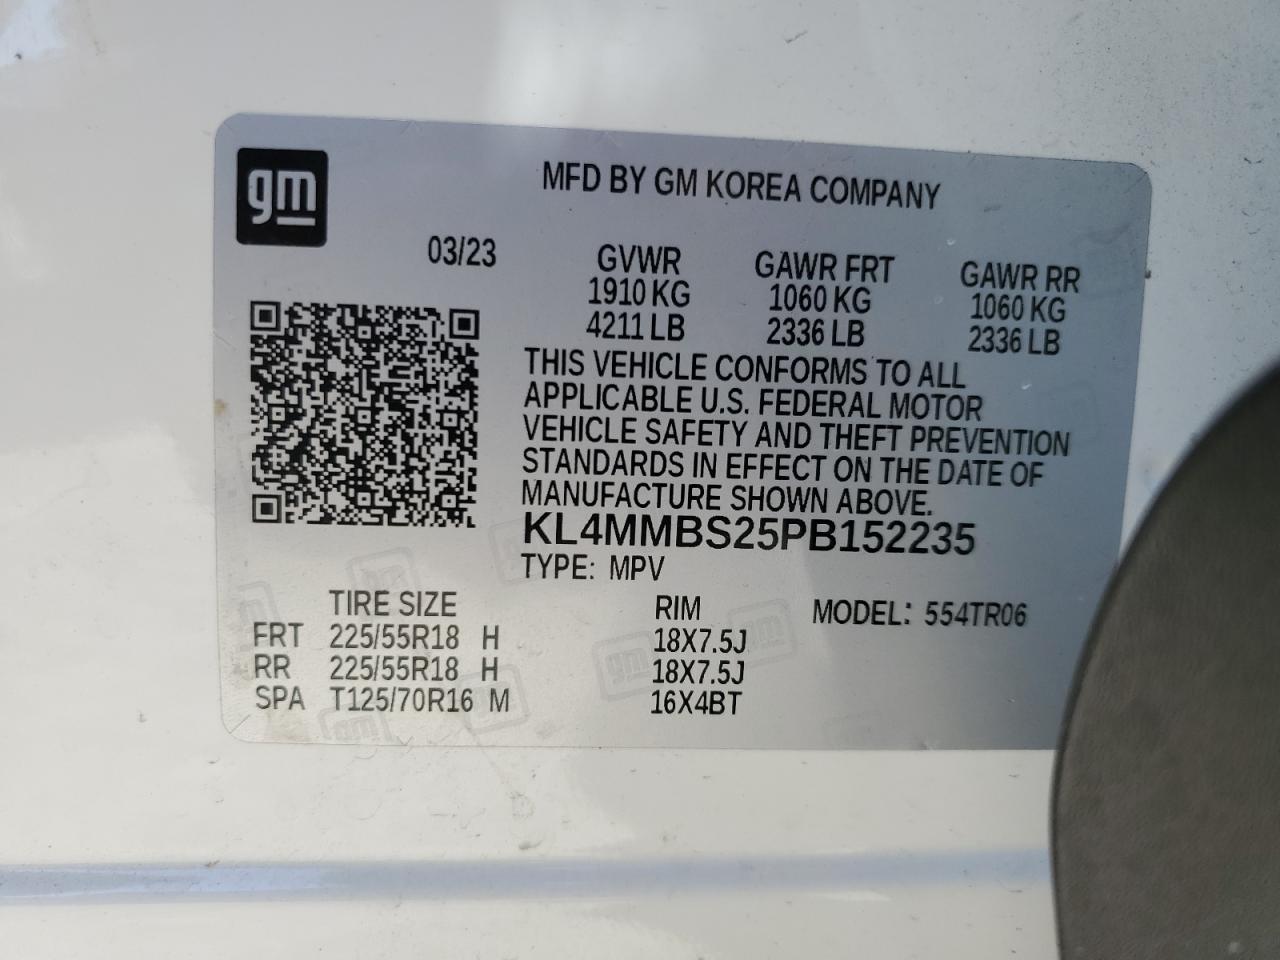 gm
MFD BY GM KOREA COMPANY
03/23
GVWR GAWR FRT GAWR RR
1910 KG 1060 KG 1060 KG
4211 LB 2336 LB 2336 LB
THIS VEHICLE CONFORMS TO ALL
APPLICABLE U.S. FEDERAL MOTOR
VEHICLE SAFETY AND THEFT PREVENTION
STANDARDS IN EFFECT ON THE DATE OF
MANUFACTURE SHOWN ABOVE.
KL4MMBS25PB152235
TYPE: MPV
TIRE SIZE RIM MODEL: 554TR06
FRT 225/55R18 H 18X7.5J
RR 225/55R18 H 18X7.5J
SPA T125/70R16 M 16X4BT